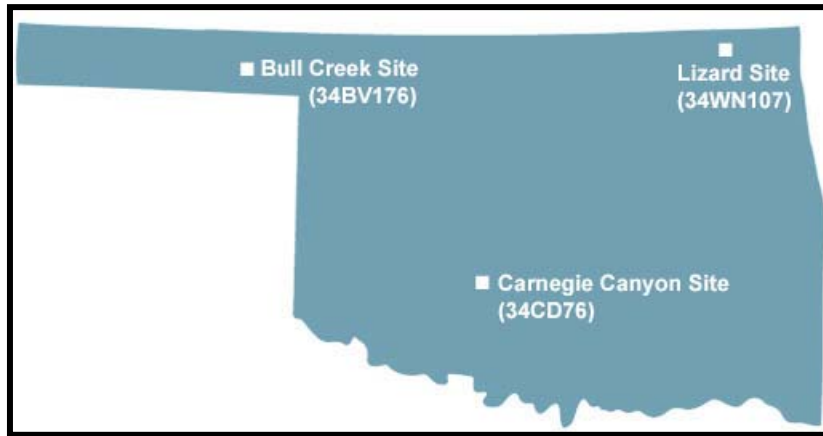 Bull Creek Site
(34BV176)
Lizard Site
(34WN107)
Carnegie Canyon Site
(34CD76)